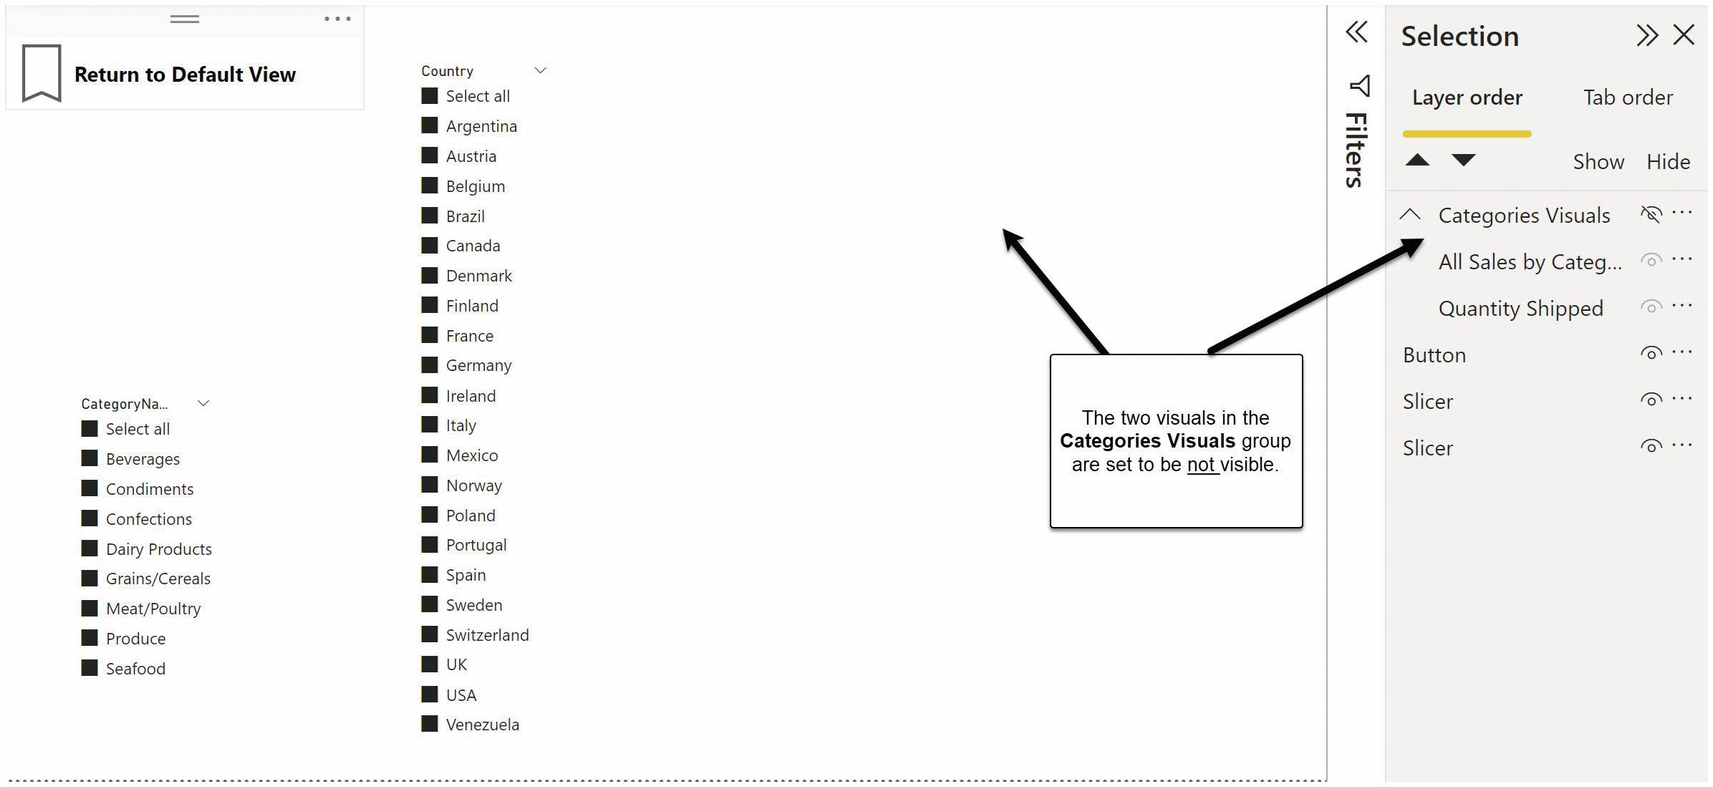 Return to Default View
Country
Select all
Argentina
Austria
Belgium
Brazil
Canada
Denmark
Finland
France
Germany
Ireland
Italy
Mexico
Norway
Poland
Portugal
Spain
Sweden
Switzerland
UK
USA
Venezuela
CategoryNa...
Select all
Beverages
Condiments
Confections
Dairy Products
Grains/Cereals
Meat/Poultry
Produce
Seafood
The two visuals in the
Categories Visuals group
are set to be not visible.
Filters
Selection
Layer order
Tab order
Show
Hide
Categories Visuals
All Sales by Categ...
Quantity Shipped
Button
Slicer
Slicer